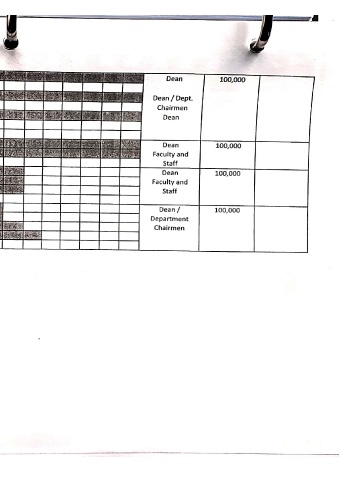 Dean 100,000
Dean / Dept.
Chairmen
Dean
Dean 100,000
Faculty and
Staff
Dean 100,000
Faculty and
Staff
Dean / 100,000
Department
Chairmen